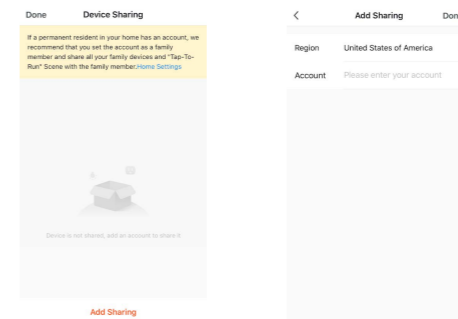 Done Device Sharing
If a permanent resident in your home has an account, we
recommend that you set the account as a family
member and share all your family devices and "Tap-To-
Run" Scene with the family member.Home Settings
Device is not shared, add an account to share it
Add Sharing
< Add Sharing Don
Region United States of America
Account Please enter your account